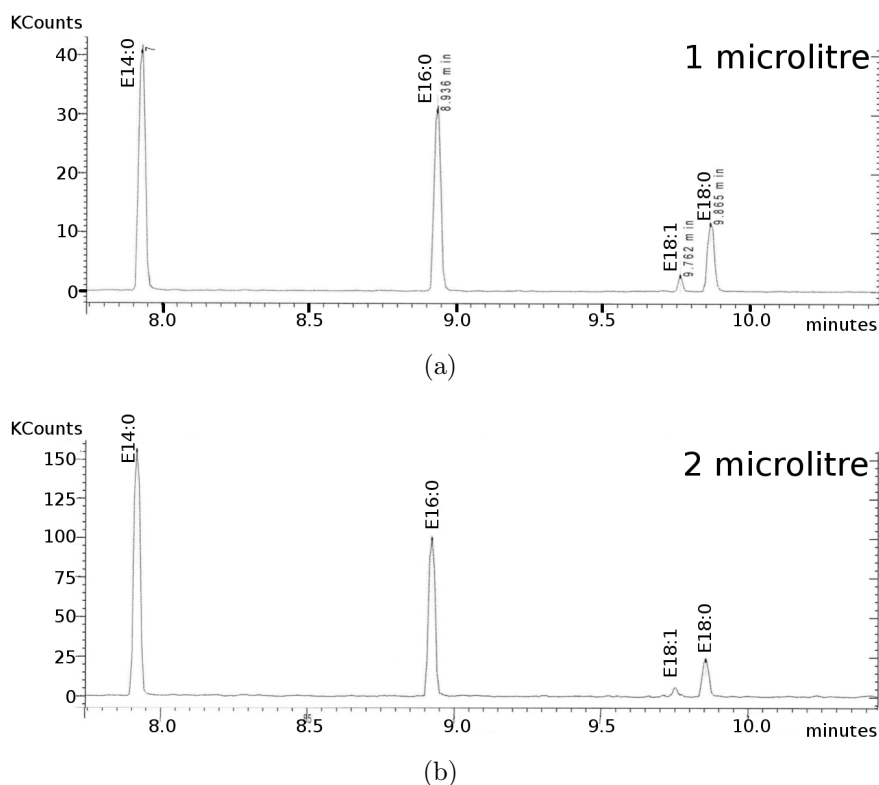 KCounts
1 microlitre
E14:0
E16:0
8.936 min
E18:1
9.762 min
E18:0
9.865 min
40
30
20
10
0
8.0 8.5 9.0 9.5 10.0
minutes
(a)
KCounts
2 microlitre
E14:0
E16:0
E18:1
E18:0
150
125
100
75
50
25
0
8.0 8.5 9.0 9.5 10.0
minutes
(b)